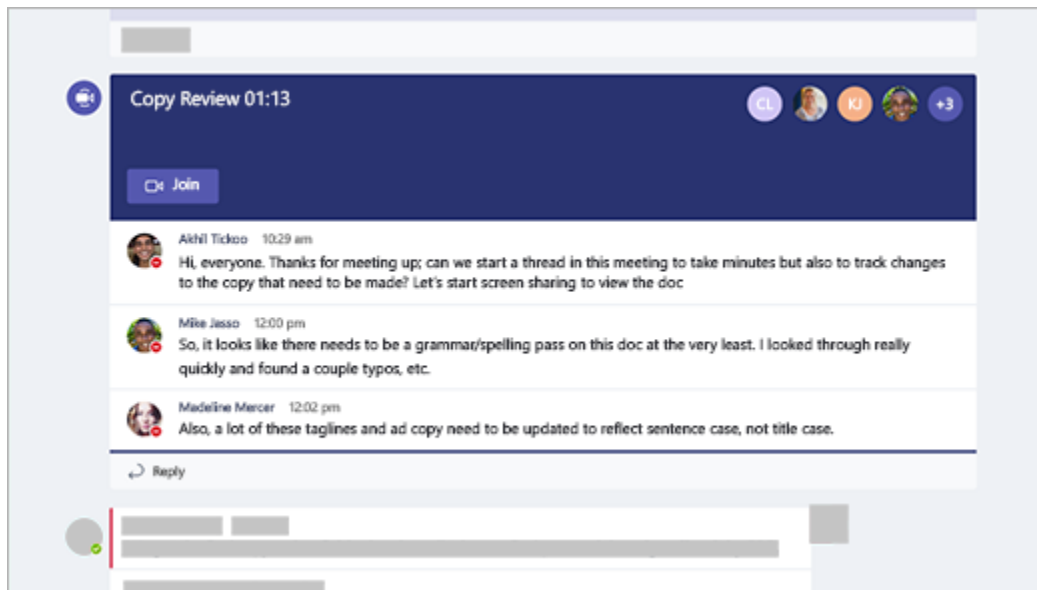 Copy Review 01:13
CL
KJ
+3
Join
Akhil Tickoo 10:29 am
Hi, everyone. Thanks for meeting up; can we start a thread in this meeting to take minutes but also to track changes
to the copy that need to be made? Let's start screen sharing to view the doc
Mike Jasso 12:00 pm
So, it looks like there needs to be a grammar/spelling pass on this doc at the very least. I looked through really
quickly and found a couple typos, etc.
Madeline Mercer 12:02 pm
Also, a lot of these taglines and ad copy need to be updated to reflect sentence case, not title case.
Reply